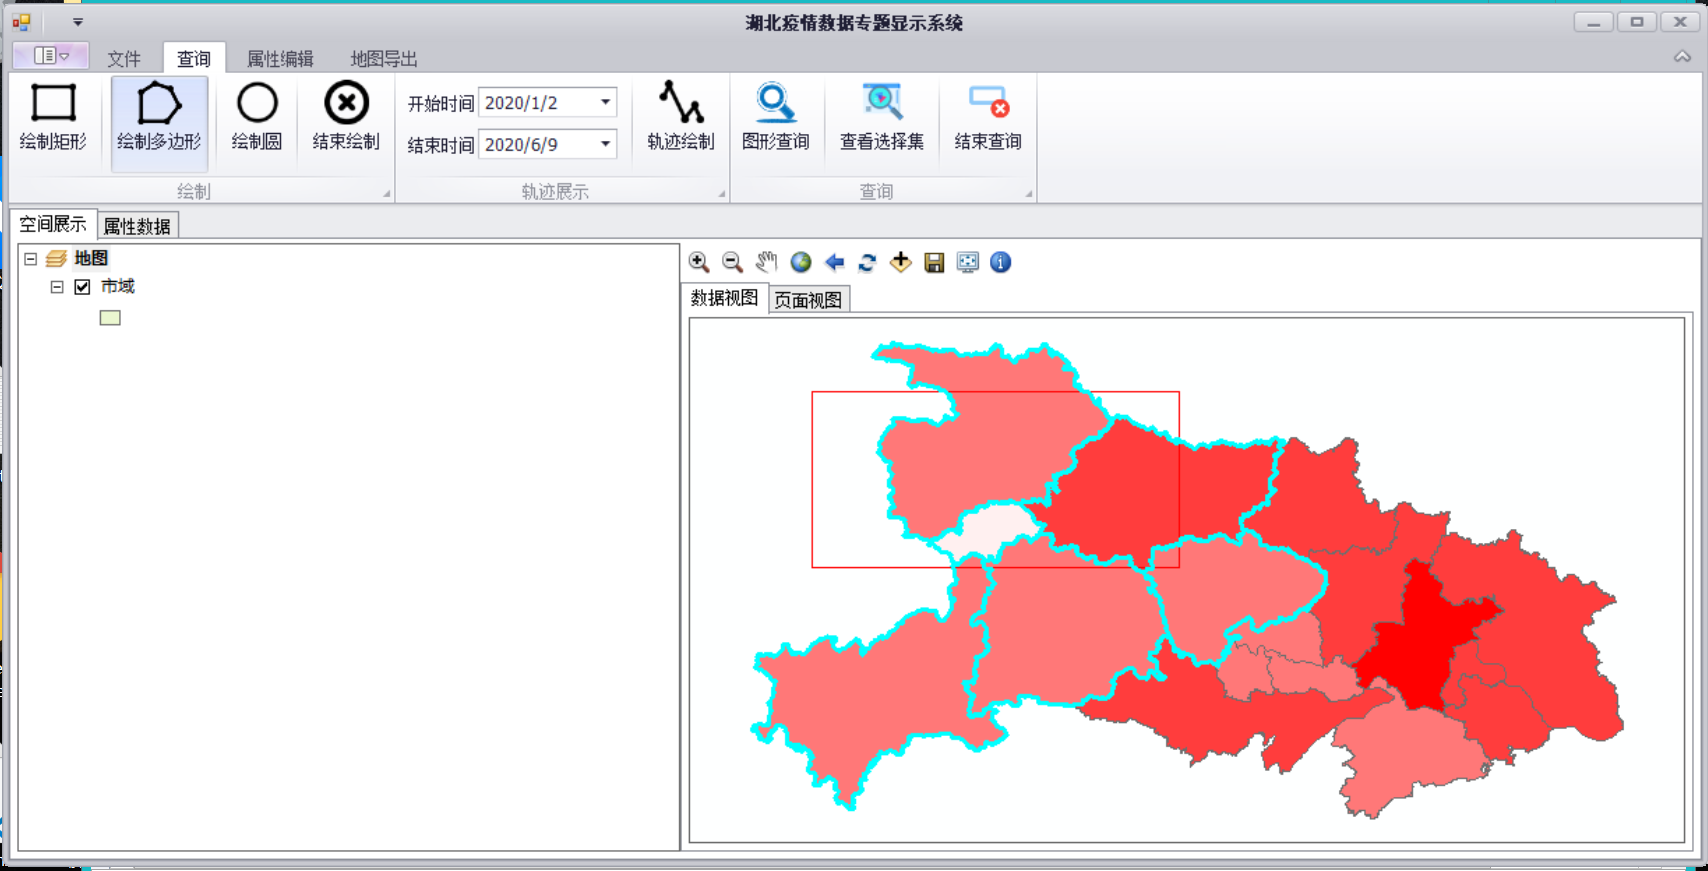 湖北疫情数据专题显示系统
文件 查询 属性编辑 地图导出
绘制矩形 绘制多边形 绘制圆 结束绘制
开始时间 2020/1/2
结束时间 2020/6/9
轨迹绘制 图形查询 查看选择集 结束查询
绘制 轨迹展示 查询
空间展示 属性数据
地图
市域
数据视图 页面视图